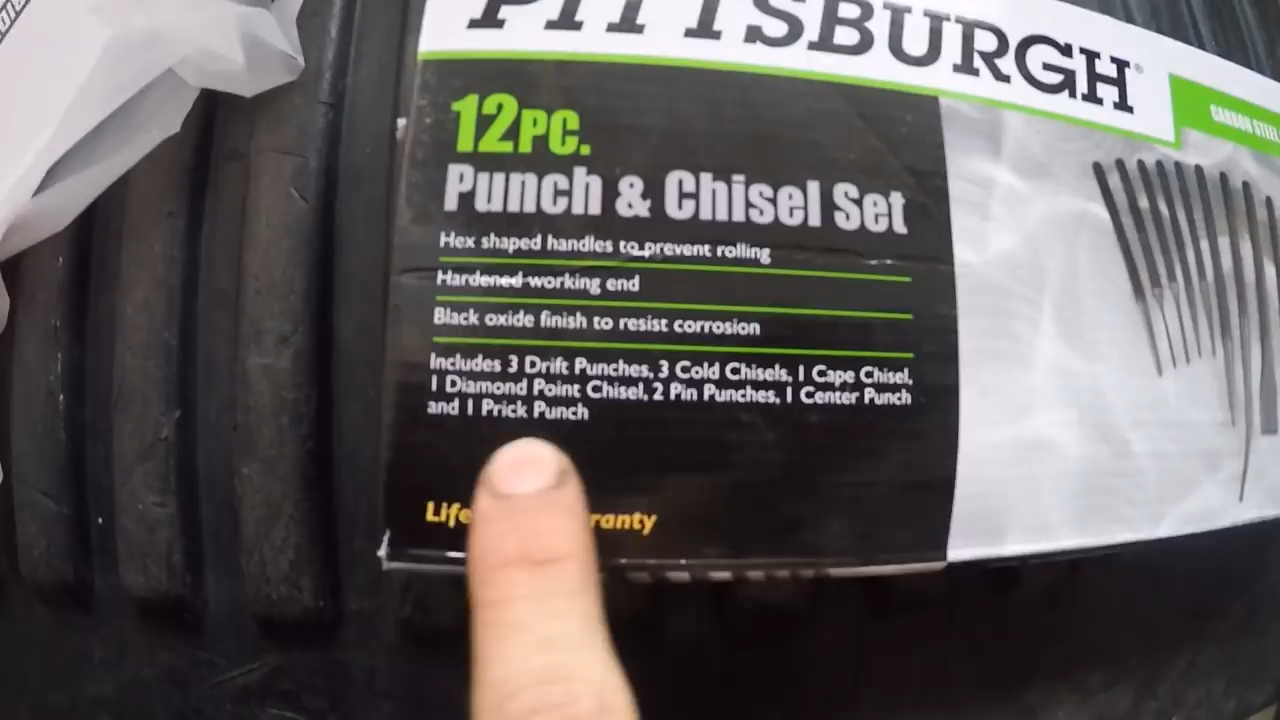 PITTSBURGH®
CARBON STEEL
12PC.
Punch & Chisel Set
Hex shaped handles to prevent rolling
Hardened working end
Black oxide finish to resist corrosion
Includes 3 Drift Punches, 3 Cold Chisels, 1 Cape Chisel,
1 Diamond Point Chisel, 2 Pin Punches, 1 Center Punch
and 1 Prick Punch